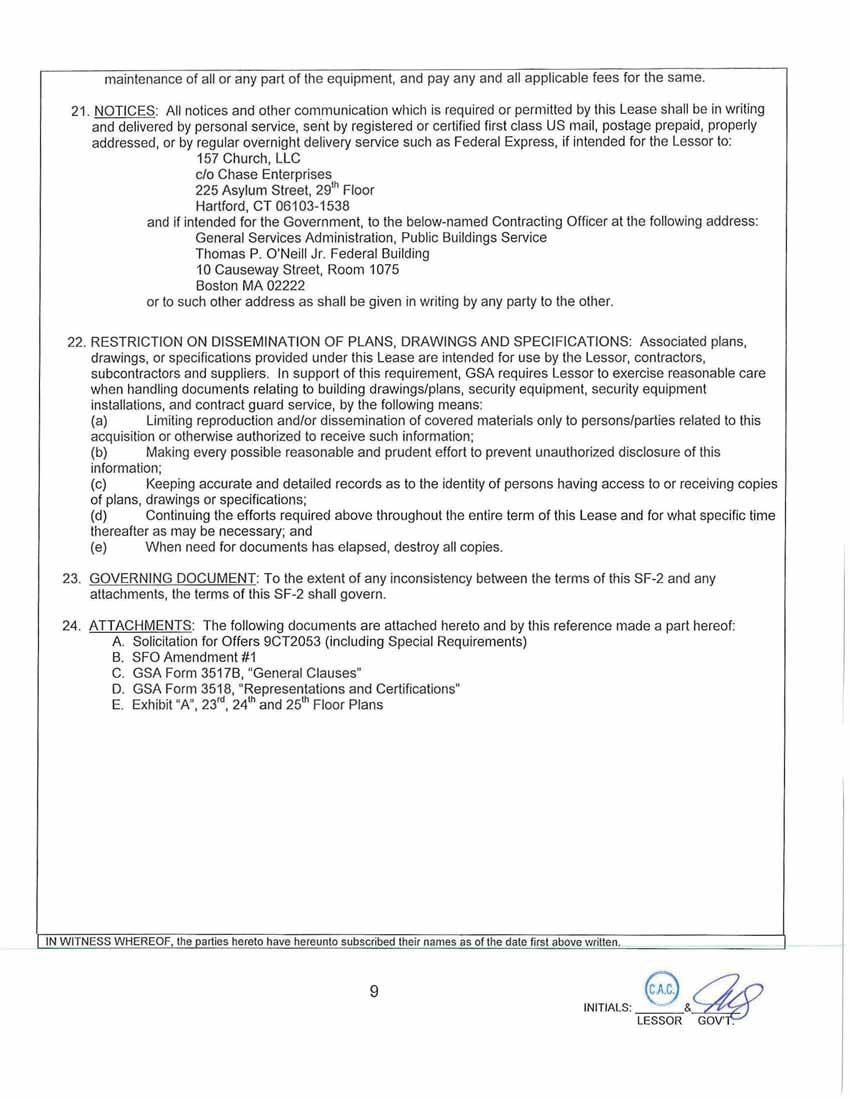 maintenance of all or any part of the equipment, and pay any and all applicable fees for the same.
21. NOTICES: All notices and other communication which is required or permitted by this Lease shall be in writing
and delivered by personal service, sent by registered or certified first class US mail, postage prepaid, properly
addressed, or by regular overnight delivery service such as Federal Express, if intended for the Lessor to:
157 Church, LLC
c/o Chase Enterprises
225 Asylum Street, 29th Floor
Hartford, CT 06103-1538
and if intended for the Government, to the below-named Contracting Officer at the following address:
General Services Administration, Public Buildings Service
Thomas P. O'Neill Jr. Federal Building
10 Causeway Street, Room 1075
Boston MA 02222
or to such other address as shall be given in writing by any party to the other.
22. RESTRICTION ON DISSEMINATION OF PLANS, DRAWINGS AND SPECIFICATIONS: Associated plans,
drawings, or specifications provided under this Lease are intended for use by the Lessor, contractors,
subcontractors and suppliers. In support of this requirement, GSA requires Lessor to exercise reasonable care
when handling documents relating to building drawings/plans, security equipment, security equipment
installations, and contract guard service, by the following means:
(a) Limiting reproduction and/or dissemination of covered materials only to persons/parties related to this
acquisition or otherwise authorized to receive such information;
(b) Making every possible reasonable and prudent effort to prevent unauthorized disclosure of this
information;
(c) Keeping accurate and detailed records as to the identity of persons having access to or receiving copies
of plans, drawings or specifications;
(d) Continuing the efforts required above throughout the entire term of this Lease and for what specific time
thereafter as may be necessary; and
(e) When need for documents has elapsed, destroy all copies.
23. GOVERNING DOCUMENT: To the extent of any inconsistency between the terms of this SF-2 and any
attachments, the terms of this SF-2 shall govern.
24. ATTACHMENTS: The following documents are attached hereto and by this reference made a part hereof:
A. Solicitation for Offers 9CT2053 (including Special Requirements)
B. SFO Amendment #1
C. GSA Form 3517B, "General Clauses"
D. GSA Form 3518, "Representations and Certifications"
E. Exhibit "A", 23rd, 24th and 25th Floor Plans
IN WITNESS WHEREOF, the parties hereto have hereunto subscribed their names as of the date first above written.
9
C.A.C.
INITIALS: ________&________
LESSOR GOV'T.